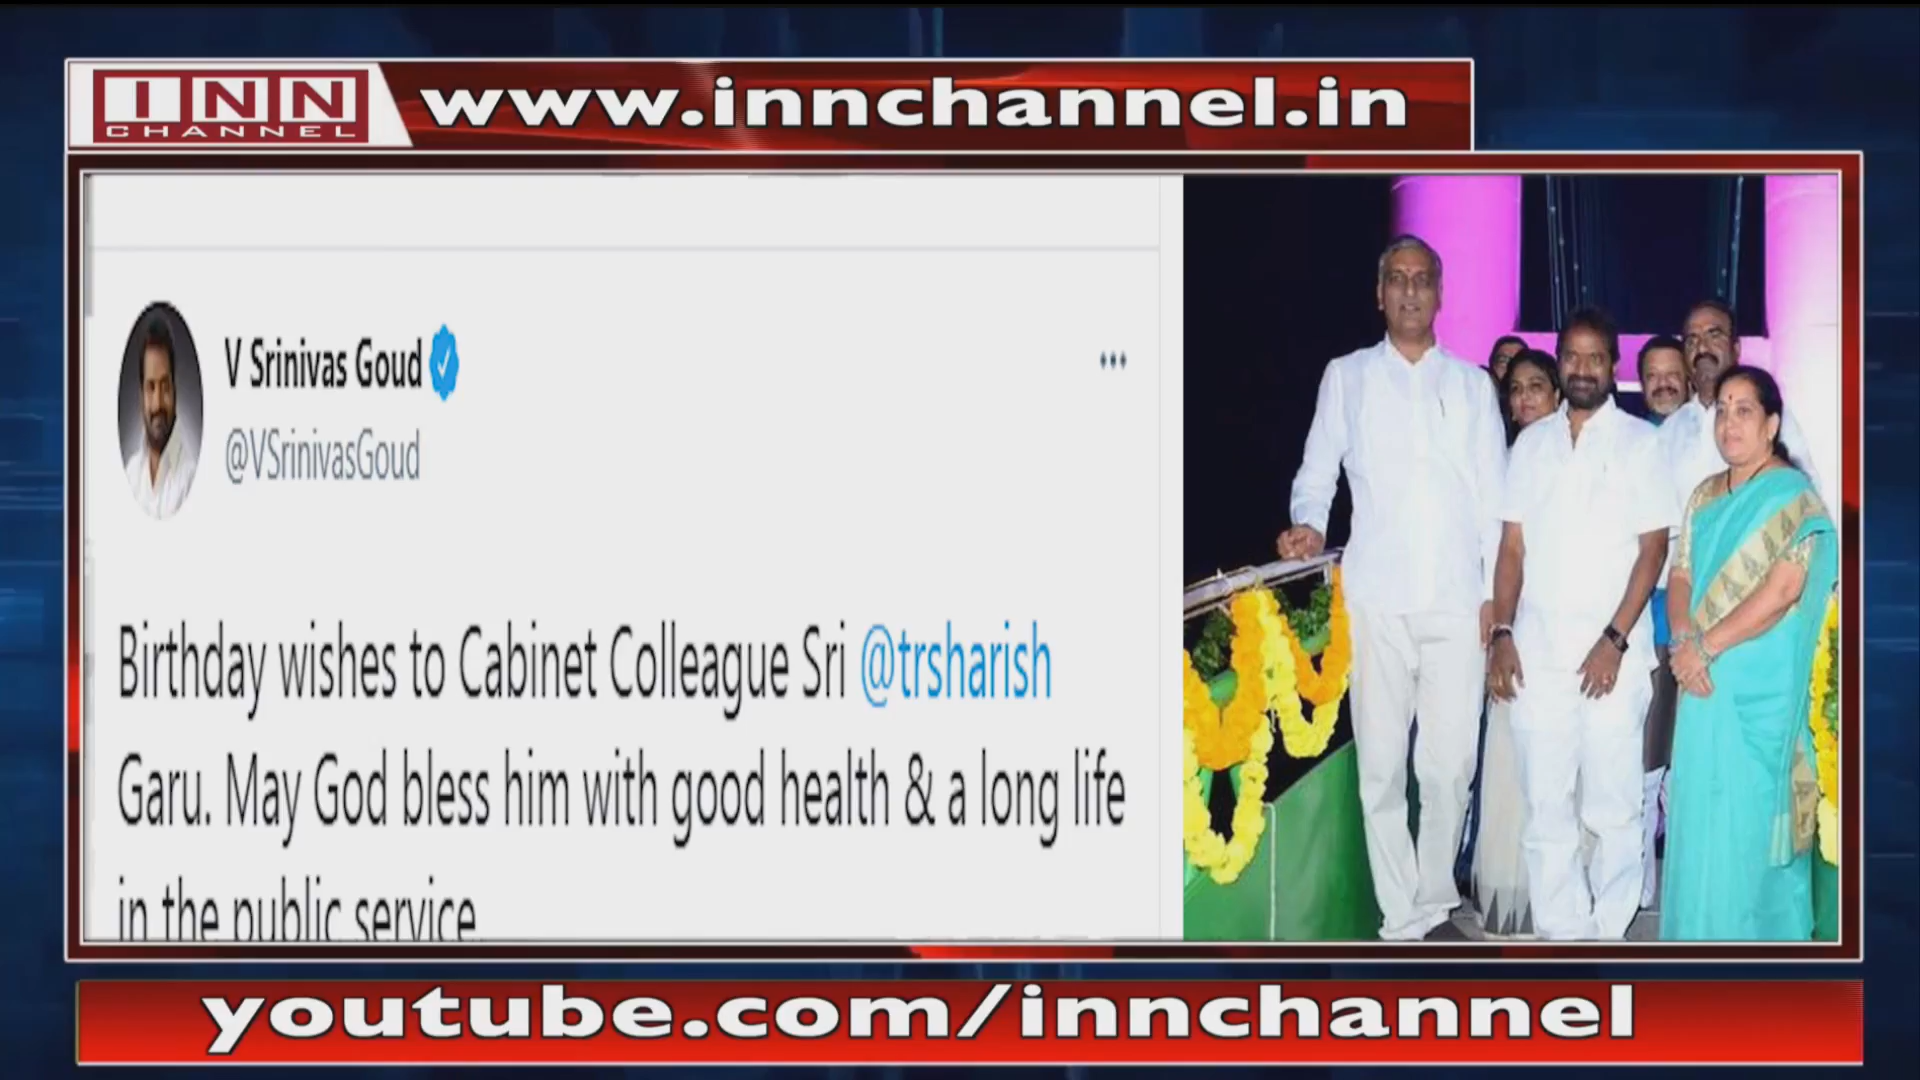 INN
CHANNEL
www.innchannel.in
V Srinivas Goud
@VSrinivasGoud
Birthday wishes to Cabinet Colleague Sri @trsharish
Garu. May God bless him with good health & a long life
in the public service
youtube.com/innchannel